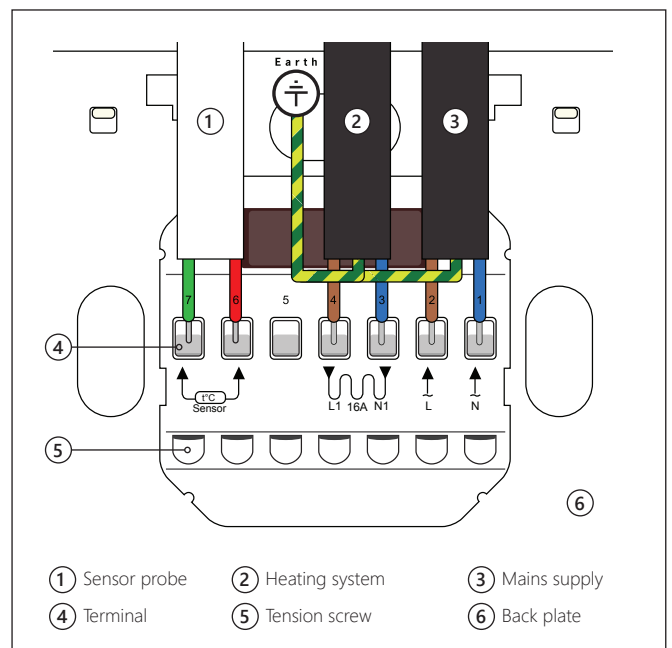 Earth
1
2
3
7
6
5
4
3
2
1
4
t°C
Sensor
L1 16A N1
~
L
~
N
5
6
1 Sensor probe
2 Heating system
3 Mains supply
4 Terminal
5 Tension screw
6 Back plate